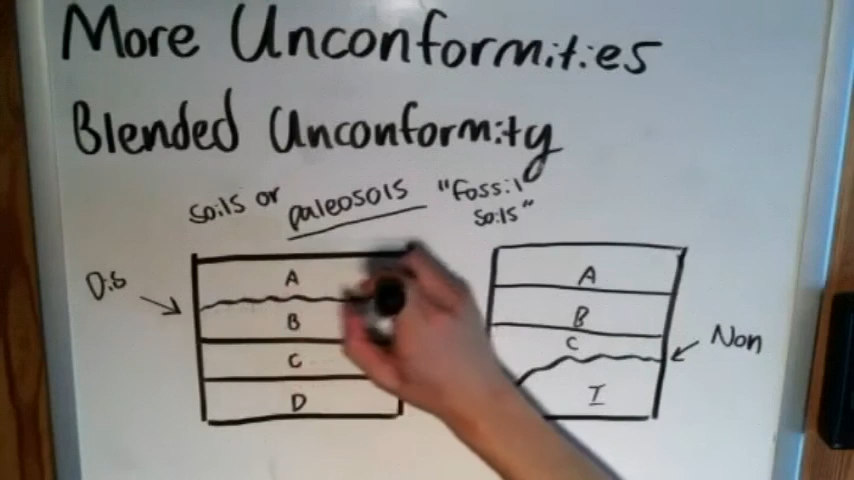 More Unconformities
Blended Unconformity
soils or paleosols "fossil
soils"
Dis
A
B
C
D
A
B
C
I
Non